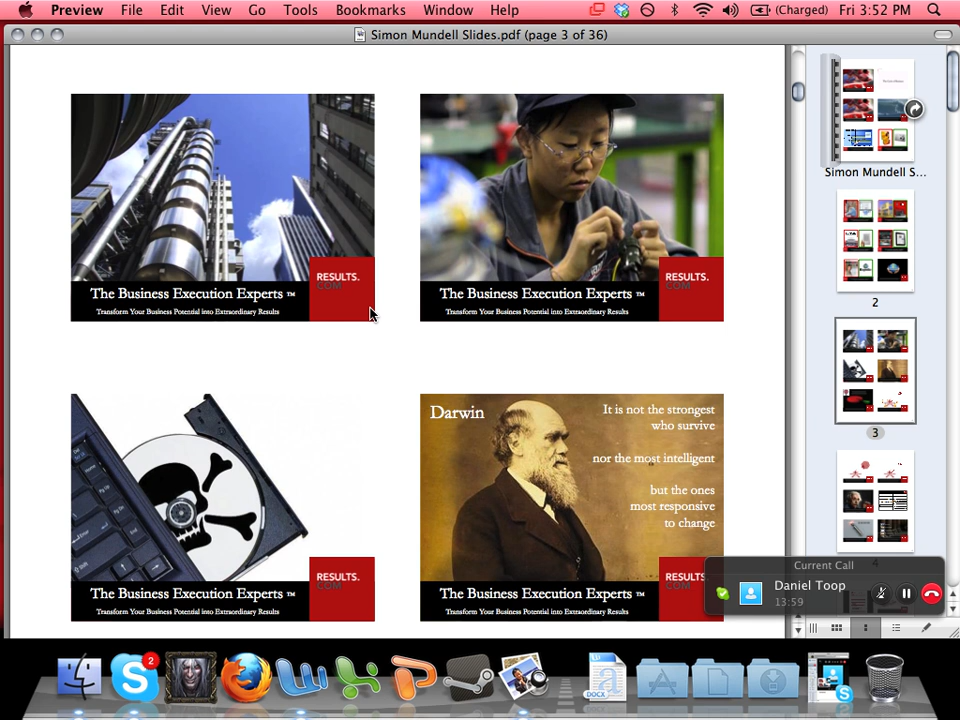 Preview File Edit View Go Tools Bookmarks Window Help (Charged) Fri 3:52 PM
Simon Mundell Slides.pdf (page 3 of 36)
RESULTS.
COM
The Business Execution Experts ™
Transform Your Business Potential into Extraordinary Results
RESULTS.
COM
The Business Execution Experts ™
Transform Your Business Potential into Extraordinary Results
Simon Mundell S...
2
3
4
Darwin
It is not the strongest
who survive
nor the most intelligent
but the ones
most responsive
to change
RESULTS.
COM
The Business Execution Experts ™
Transform Your Business Potential into Extraordinary Results
RESULTS.
COM
The Business Execution Experts ™
Transform Your Business Potential into Extraordinary Results
Current Call
Daniel Toop
13:59
2
DOCX